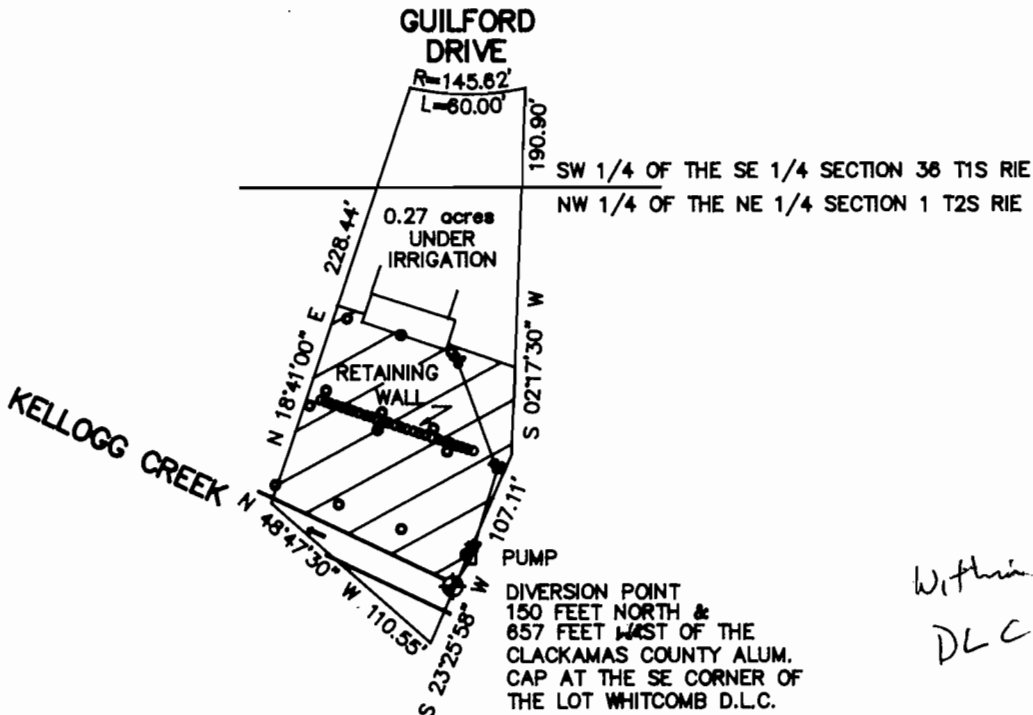 GUILFORD
DRIVE
R=145.62'
L=60.00'
190.90'
SW 1/4 OF THE SE 1/4 SECTION 36 T1S RIE
NW 1/4 OF THE NE 1/4 SECTION 1 T2S RIE
0.27 acres
UNDER
IRRIGATION
228.44'
N 18°41'00" E
S 02°17'30" W
RETAINING
WALL
KELLOGG CREEK
N 48°47'30" W 110.55'
107.11'
S 23°25'58" W
PUMP
DIVERSION POINT
150 FEET NORTH &
657 FEET WEST OF THE
CLACKAMAS COUNTY ALUM.
CAP AT THE SE CORNER OF
THE LOT WHITCOMB D.L.C.
Within
DLC